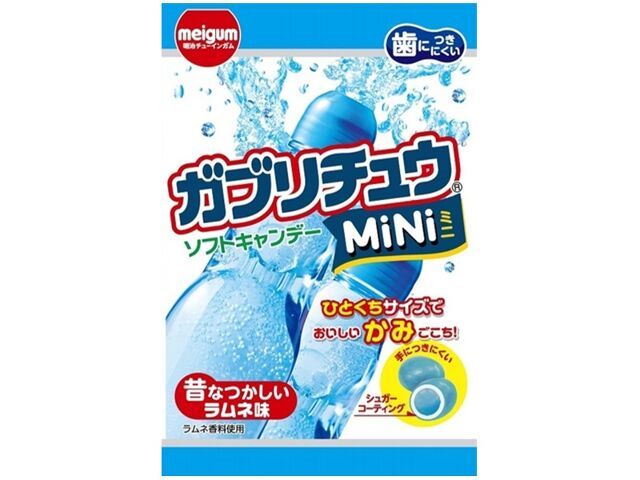 meigum
明治チューインガム
歯につきにくい
ガブリチュウ®
ソフトキャンデー
MiNi ミニ
ひとくちサイズで
おいしいかみごこち!
手につきにくい
シュガー
コーティング
昔なつかしい
ラムネ味
ラムネ香料使用